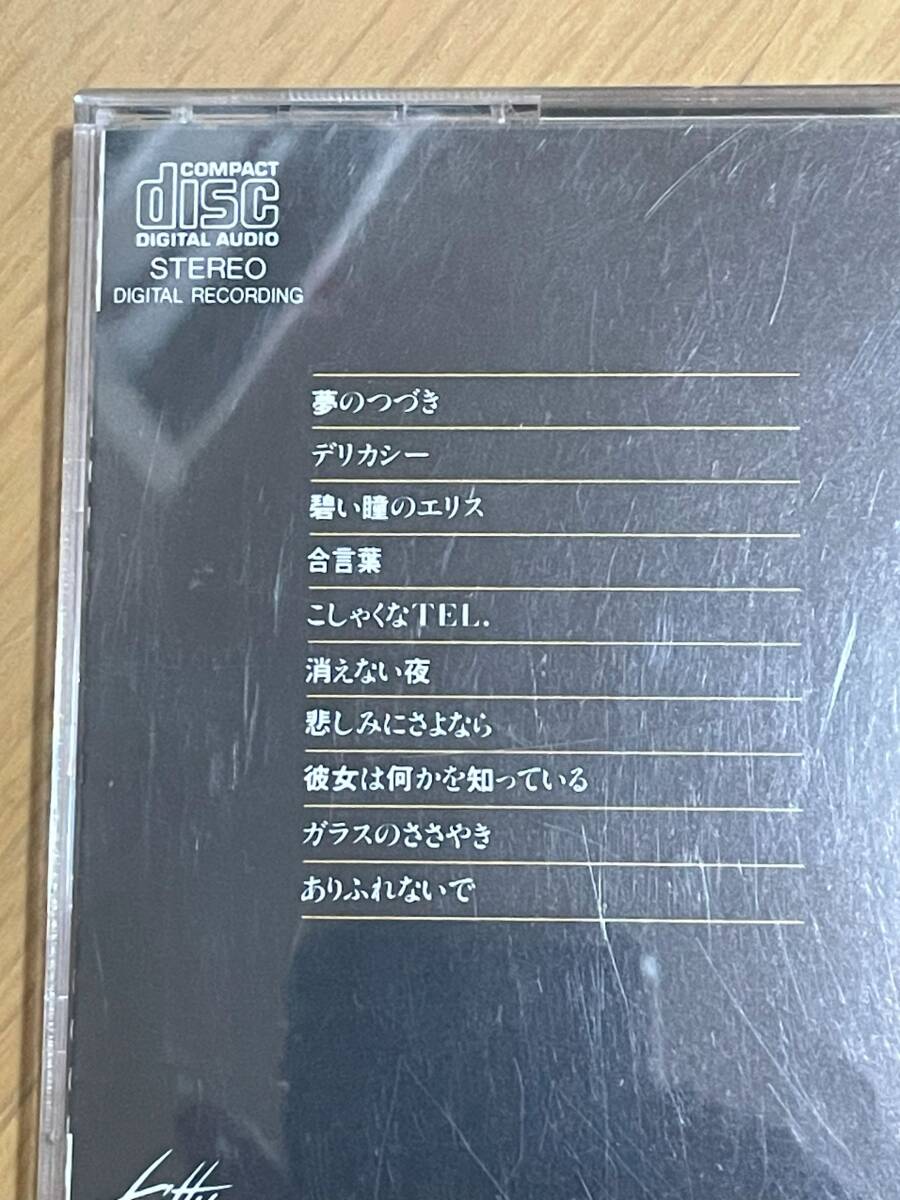 COMPACT
disc
DIGITAL AUDIO
STEREO
DIGITAL RECORDING
夢のつづき
デリカシー
碧い瞳のエリス
合言葉
こしゃくなTEL.
消えない夜
悲しみにさよなら
彼女は何かを知っている
ガラスのささやき
ありふれないで